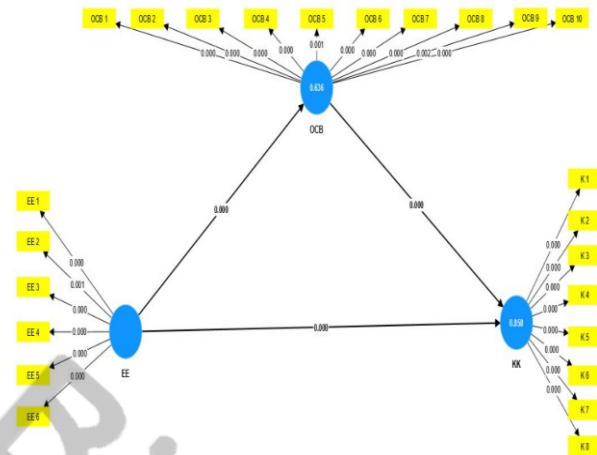 OCB 1
OCB 2
OCB 3
OCB 4
OCB 5
OCB 6
OCB 7
OCB 8
OCB 9
OCB 10
0.000
0.000
0.000
0.000
0.001
0.000
0.000
0.000
0.002
0.000
0.636
OCB
0.000
0.000
EE 1
EE 2
EE 3
EE 4
EE 5
EE 6
0.000
0.001
0.000
0.000
0.000
0.000
EE
0.000
K 1
K 2
K 3
K 4
K 5
K 6
K 7
K 8
0.000
0.000
0.000
0.000
0.000
0.000
0.000
0.000
KK